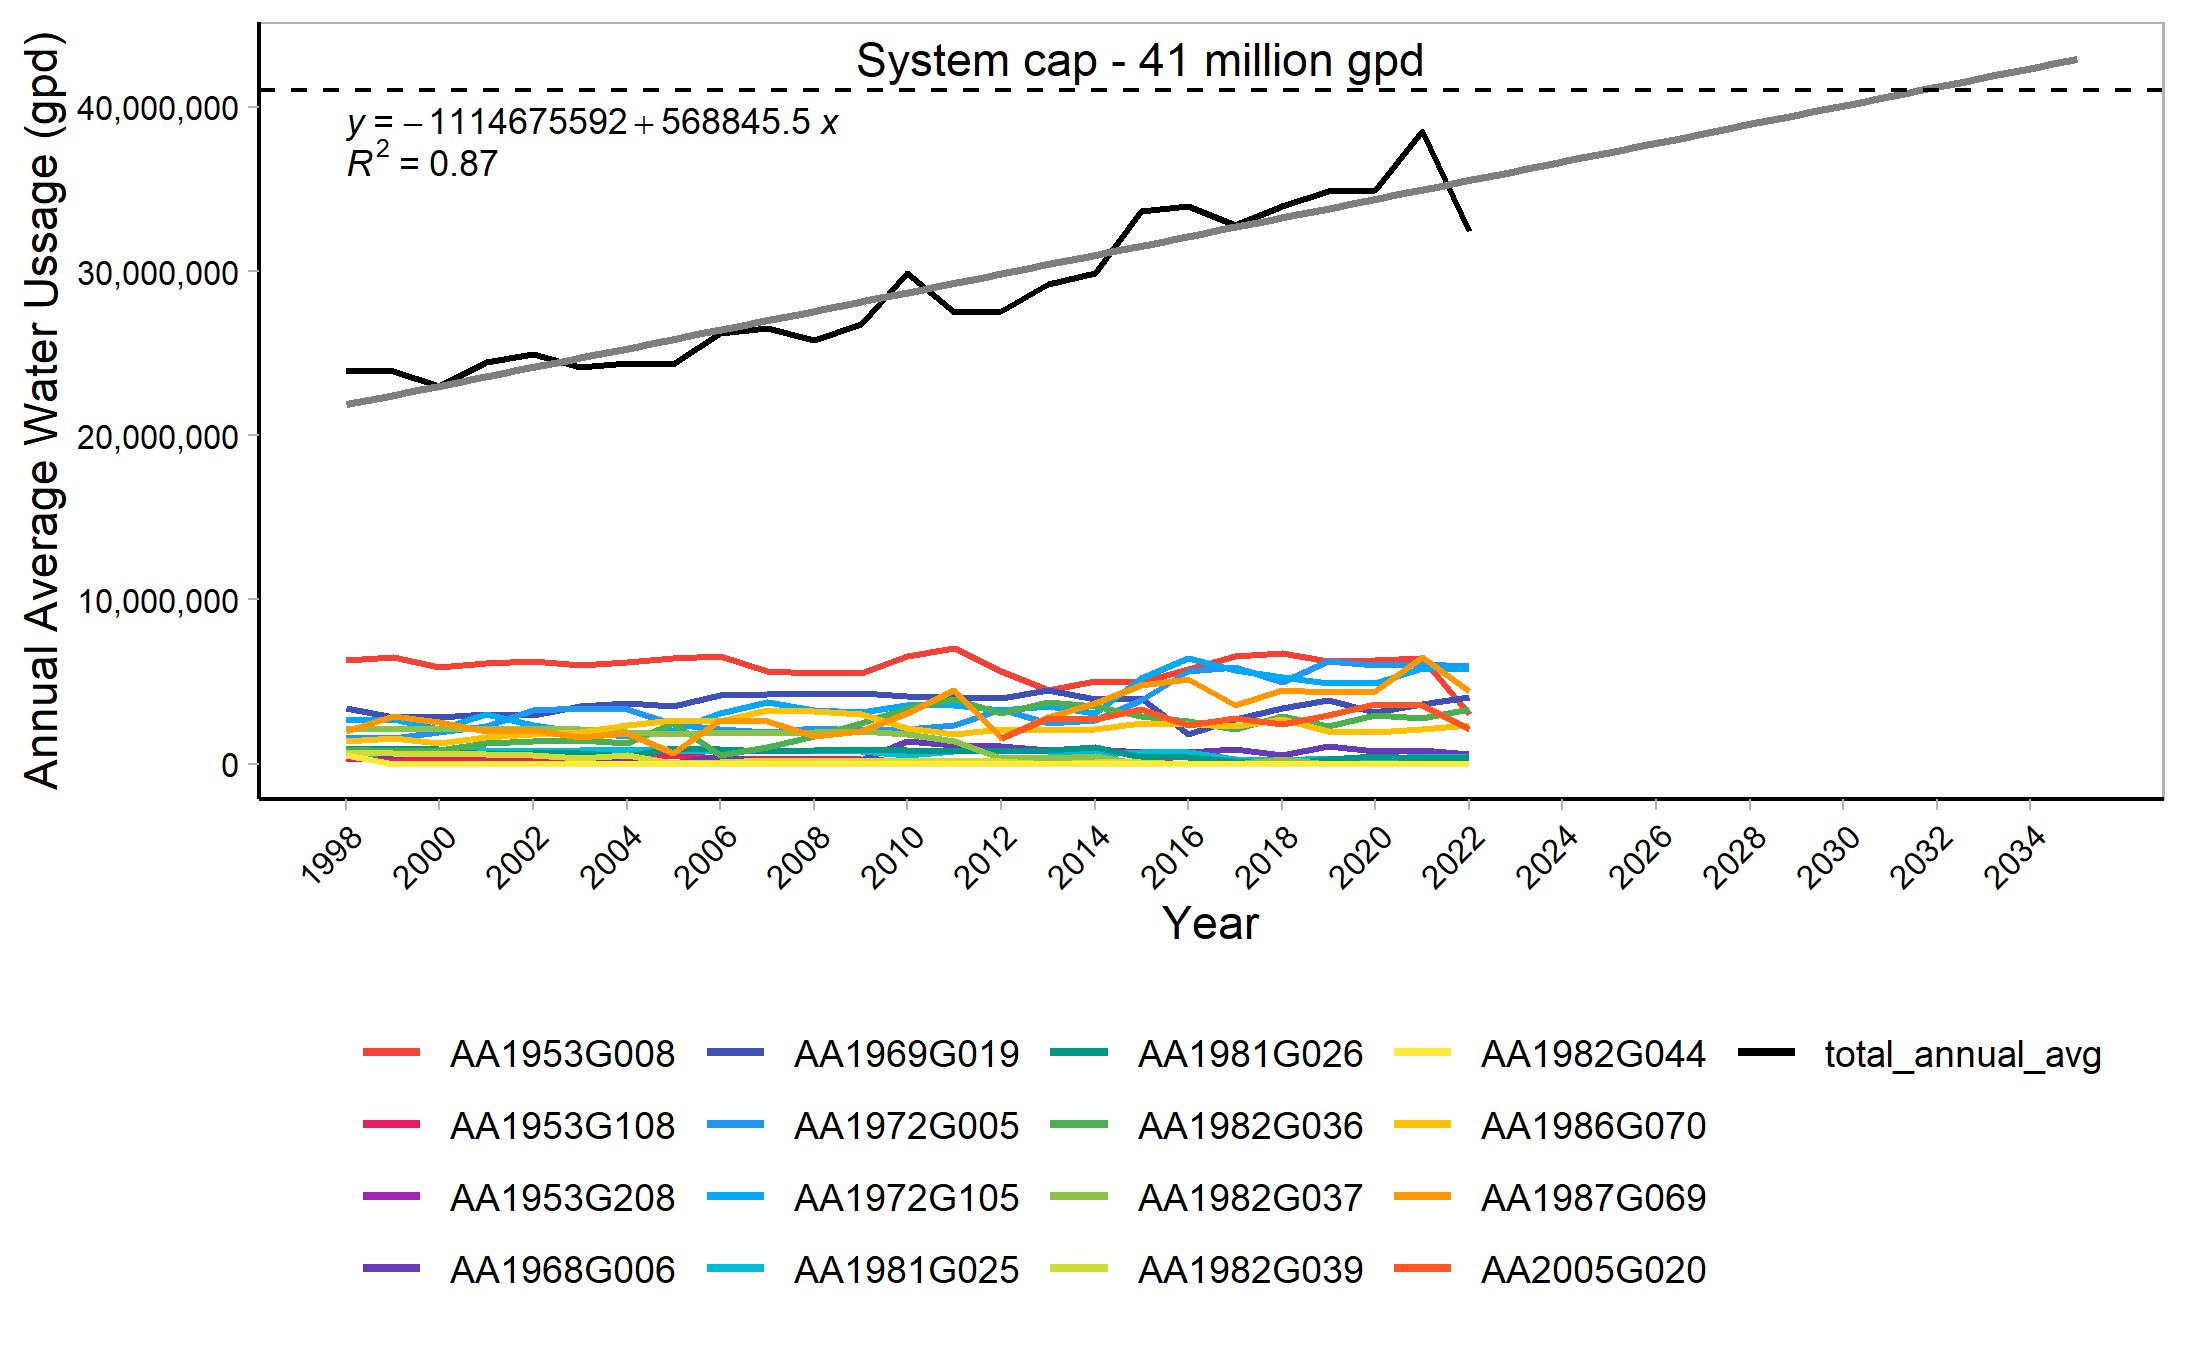 System cap - 41 million gpd
y = − 1114675592 + 568845.5 x
R² = 0.87
Annual Average Water Ussage (gpd)
40,000,000
30,000,000
20,000,000
10,000,000
0
1998 2000 2002 2004 2006 2008 2010 2012 2014 2016 2018 2020 2022 2024 2026 2028 2030 2032 2034
Year
AA1953G008 AA1969G019 AA1981G026 AA1982G044 total_annual_avg
AA1953G108 AA1972G005 AA1982G036 AA1986G070
AA1953G208 AA1972G105 AA1982G037 AA1987G069
AA1968G006 AA1981G025 AA1982G039 AA2005G020